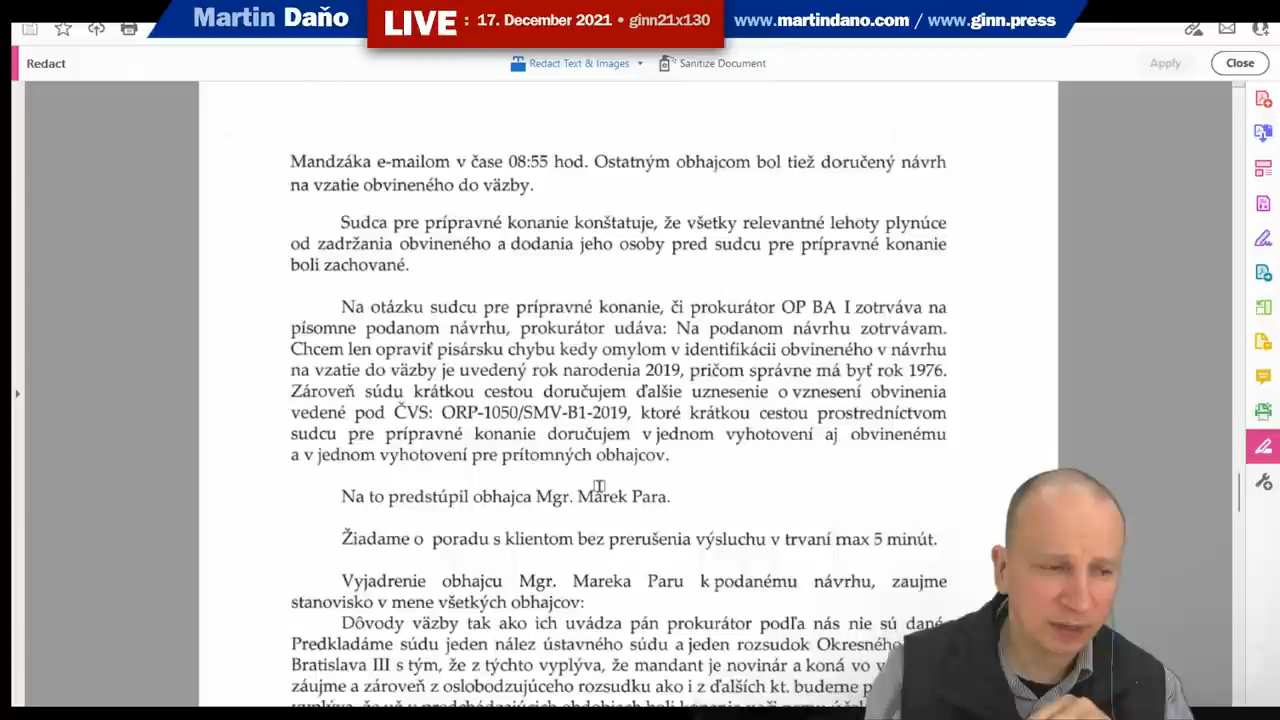 Martin Daňo
LIVE : 17. December 2021 • ginn21x130
www.martindano.com / www.ginn.press
Redact
Redact Text & Images
Sanitize Document
Apply
Close
Mandzáka e-mailom v čase 08:55 hod. Ostatným obhajcom bol tiež doručený návrh
na vzatie obvineného do väzby.
Sudca pre prípravné konanie konštatuje, že všetky relevantné lehoty plynúce
od zadržania obvineného a dodania jeho osoby pred sudcu pre prípravné konanie
boli zachované.
Na otázku sudcu pre prípravné konanie, či prokurátor OP BA I zotrváva na
písomne podanom návrhu, prokurátor udáva: Na podanom návrhu zotrvávam.
Chcem len opraviť pisársku chybu kedy omylom v identifikácii obvineného v návrhu
na vzatie do väzby je uvedený rok narodenia 2019, pričom správne má byť rok 1976.
Zároveň súdu krátkou cestou doručujem ďalšie uznesenie o vznesení obvinenia
vedené pod ČVS: ORP-1050/SMV-B1-2019, ktoré krátkou cestou prostredníctvom
sudcu pre prípravné konanie doručujem v jednom vyhotovení aj obvinenému
a v jednom vyhotovení pre prítomných obhajcov.
Na to predstúpil obhajca Mgr. Marek Para.
Žiadame o poradu s klientom bez prerušenia výsluchu v trvaní max 5 minút.
Vyjadrenie obhajcu Mgr. Mareka Paru k podanému návrhu, zaujme
stanovisko v mene všetkých obhajcov:
Dôvody väzby tak ako ich uvádza pán prokurátor podľa nás nie sú dané.
Predkladáme súdu jeden nález ústavného súdu a jeden rozsudok Okresného
Bratislava III s tým, že z týchto vyplýva, že mandant je novinár a koná vo
záujme a zároveň z oslobodzujúceho rozsudku ako i z ďalších kt. budeme